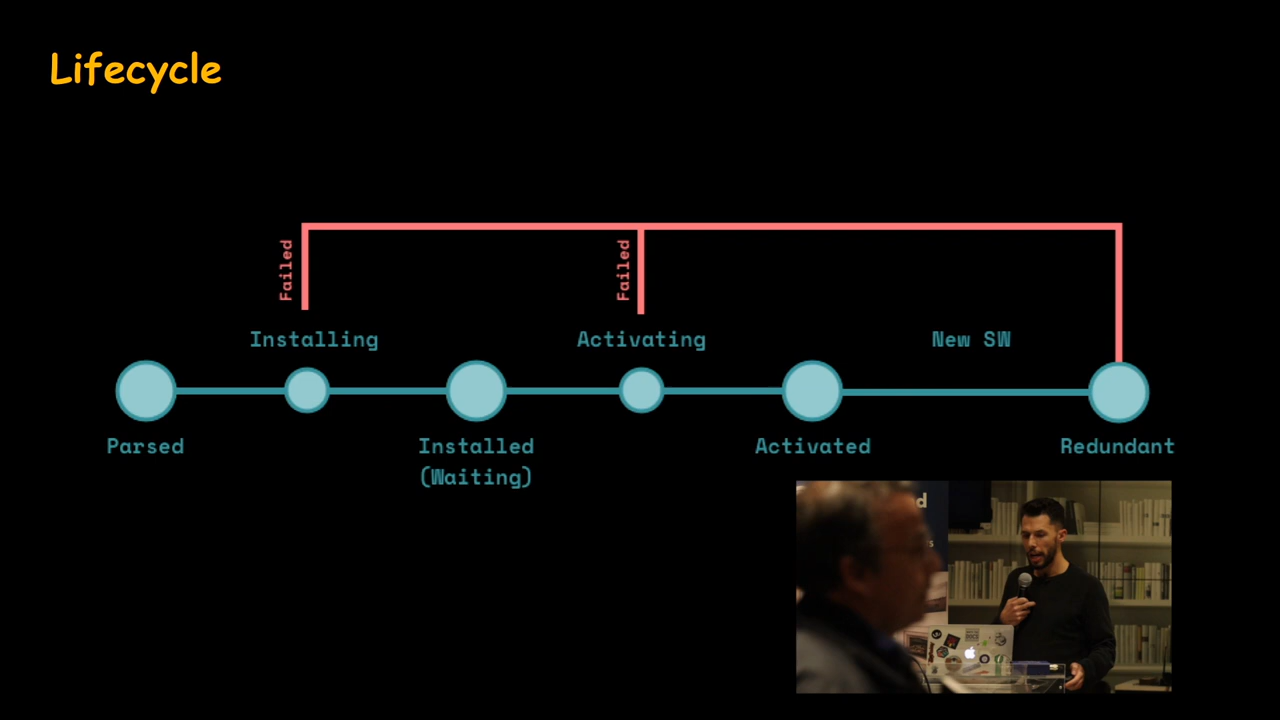 Lifecycle
Failed
Failed
Installing
Activating
New SW
Parsed
Installed
(Waiting)
Activated
Redundant